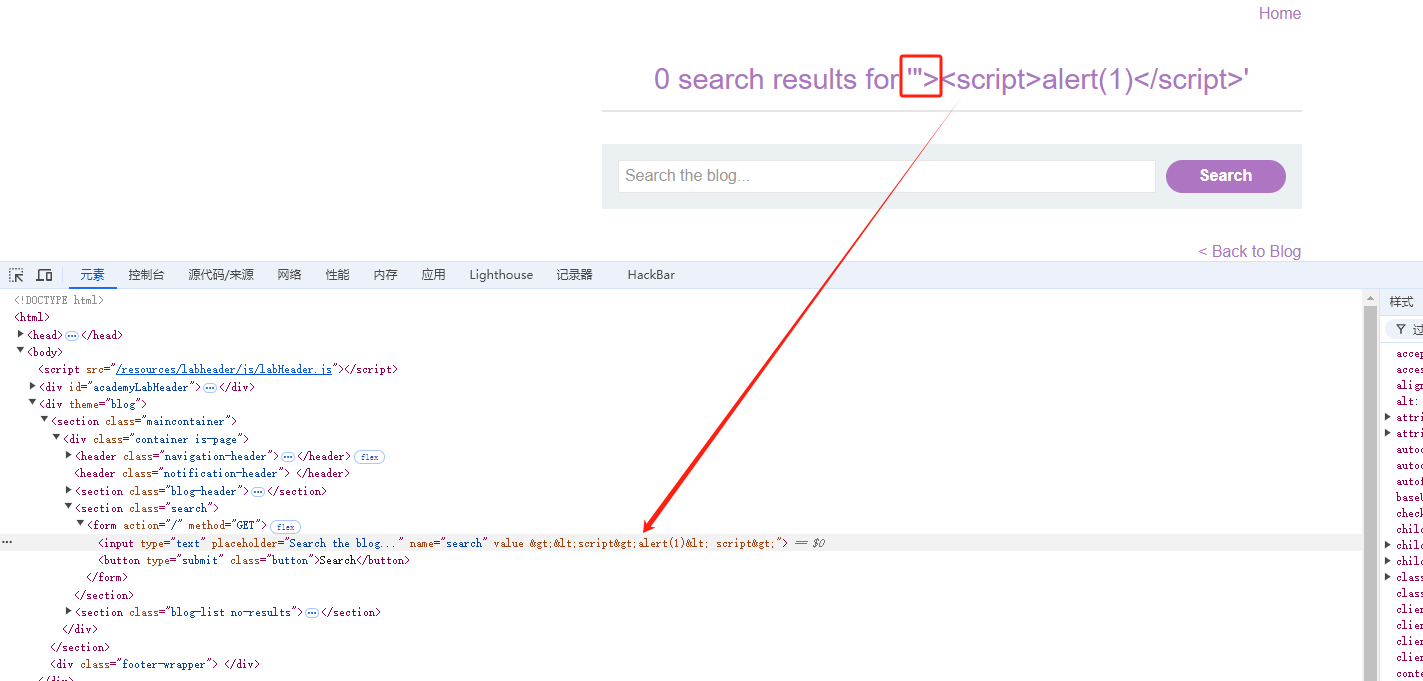 Home
0 search results for '"><script>alert(1)</script>'
Search the blog...
Search
< Back to Blog
元素 控制台 源代码/来源 网络 性能 内存 应用 Lighthouse 记录器 HackBar
<!DOCTYPE html>
<html>
<head> ••• </head>
<body>
<script src="/resources/labheader/js/labHeader.js"></script>
<div id="academyLabHeader"> ••• </div>
<div theme="blog">
<section class="maincontainer">
<div class="container is-page">
<header class="navigation-header"> ••• </header> flex
<header class="notification-header"> </header>
<section class="blog-header"> ••• </section>
<section class="search">
<form action="/" method="GET"> flex
••• <input type="text" placeholder="Search the blog..." name="search" value &gt;&lt;script&gt;alert(1)&lt; script&gt;"> == $0
<button type="submit" class="button">Search</button>
</form>
</section>
<section class="blog-list no-results"> ••• </section>
</div>
</section>
<div class="footer-wrapper"> </div>
</div>
样式
过
accep
acces
align
alt:
attri
attri
autoc
autoc
autof
baseU
check
child
child
child
class
class
clien
clien
clien
clien
conte